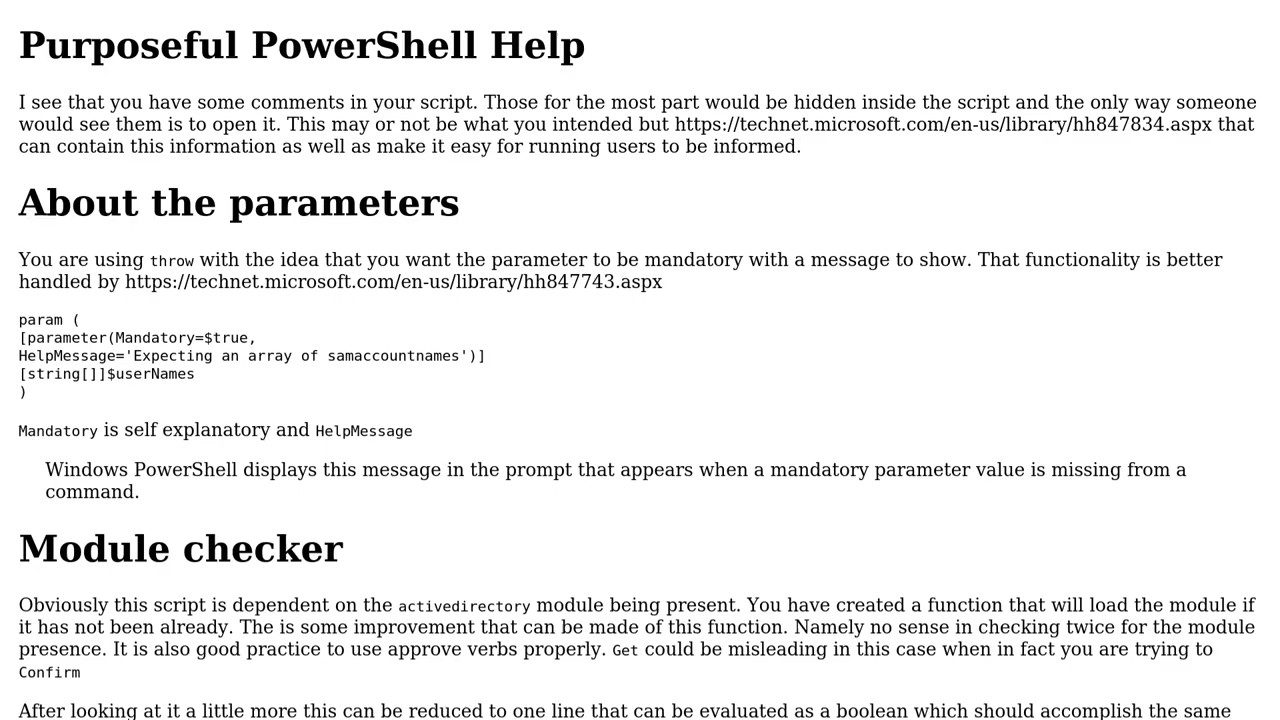 Purposeful PowerShell Help
I see that you have some comments in your script. Those for the most part would be hidden inside the script and the only way someone
would see them is to open it. This may or not be what you intended but https://technet.microsoft.com/en-us/library/hh847834.aspx that
can contain this information as well as make it easy for running users to be informed.
About the parameters
You are using throw with the idea that you want the parameter to be mandatory with a message to show. That functionality is better
handled by https://technet.microsoft.com/en-us/library/hh847743.aspx
param (
[parameter(Mandatory=$true,
HelpMessage='Expecting an array of samaccountnames')]
[string[]]$userNames
)
Mandatory is self explanatory and HelpMessage
Windows PowerShell displays this message in the prompt that appears when a mandatory parameter value is missing from a
command.
Module checker
Obviously this script is dependent on the activedirectory module being present. You have created a function that will load the module if
it has not been already. The is some improvement that can be made of this function. Namely no sense in checking twice for the module
presence. It is also good practice to use approve verbs properly. Get could be misleading in this case when in fact you are trying to
Confirm
After looking at it a little more this can be reduced to one line that can be evaluated as a boolean which should accomplish the same